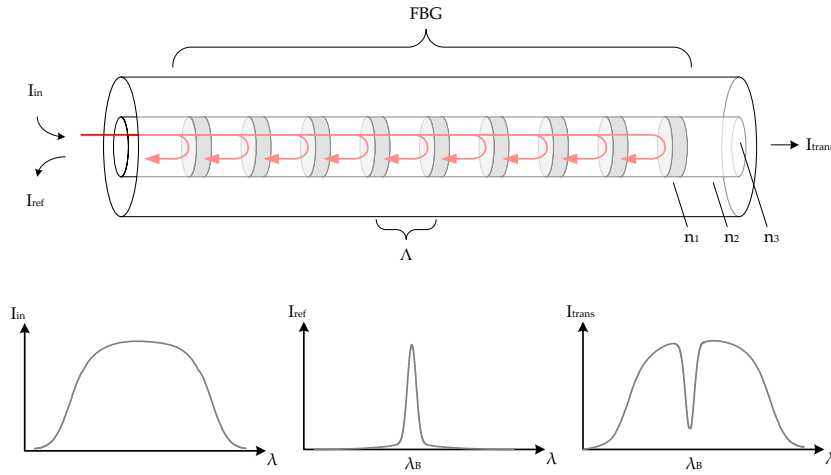 FBG
Iin
Iref
Itrans
Λ
n1 n2 n3
Iin
λ
Iref
λB
λ
Itrans
λB
λ